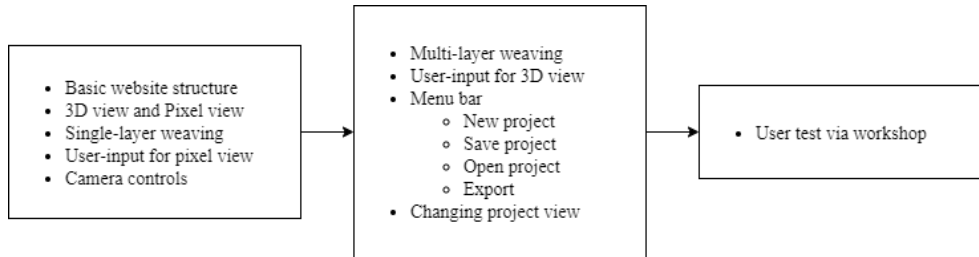 Basic website structure
3D view and Pixel view
Single-layer weaving
User-input for pixel view
Camera controls
Multi-layer weaving
User-input for 3D view
Menu bar
New project
Save project
Open project
Export
Changing project view
User test via workshop